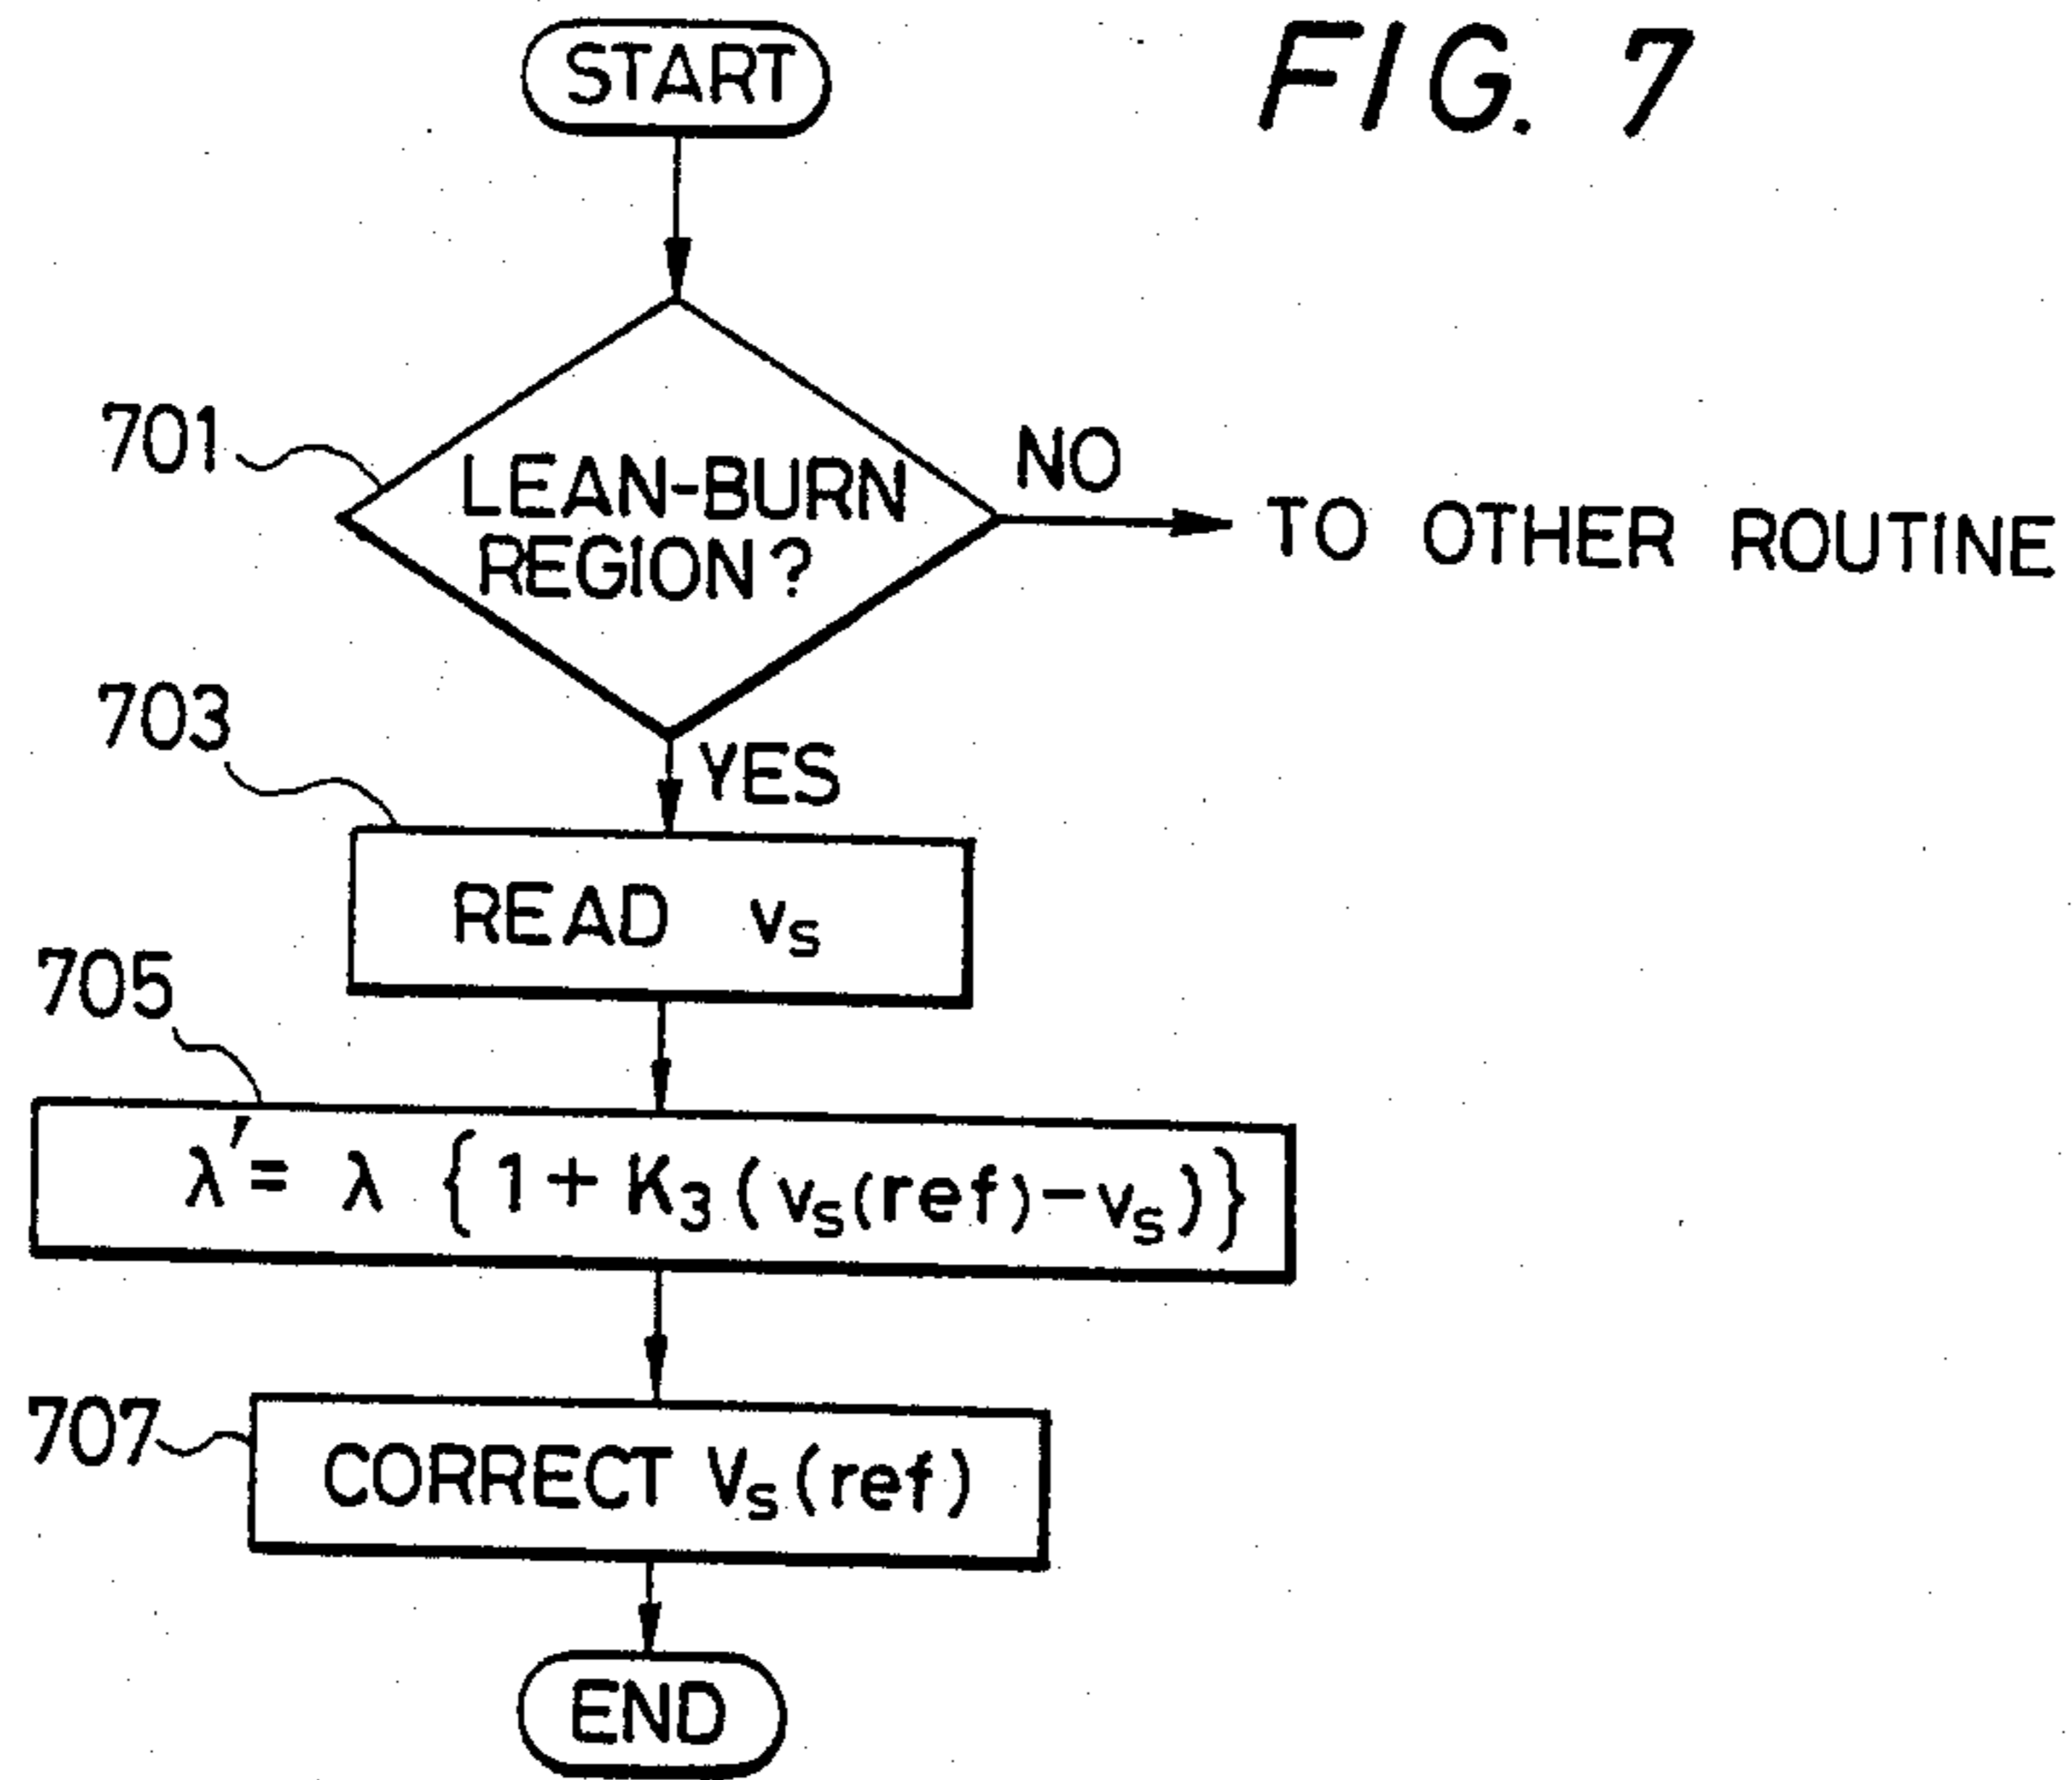 START
FIG. 7
701
LEAN-BURN
REGION?
NO
TO OTHER ROUTINE
703
YES
READ vₛ
705
λ′= λ {1+K₃(vₛ(ref)-vₛ)}
707
CORRECT Vₛ(ref)
END